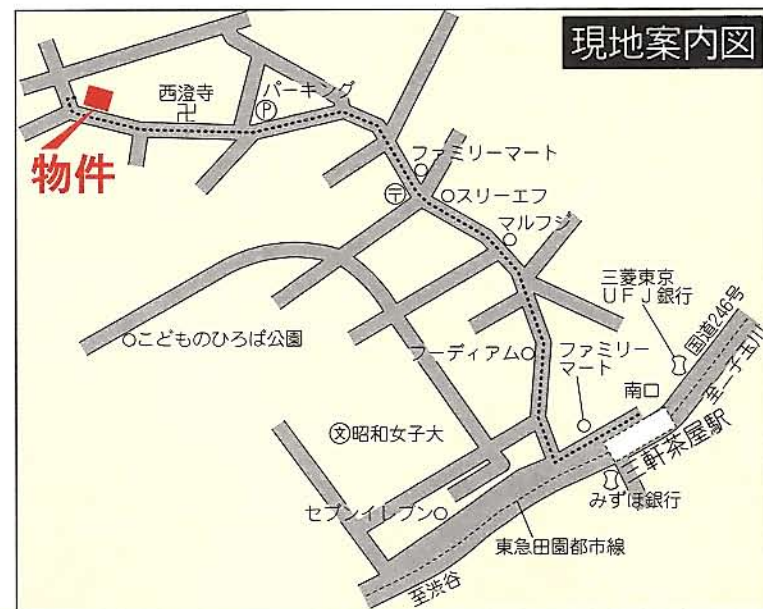 現地案内図
西澄寺
パーキング
P
物件
ファミリーマート
〒
スリーエフ
マルフジ
三菱東京
UFJ銀行
国道246号
至二子玉川
こどものひろば公園
フーディアム
ファミリー
マート
南口
文
昭和女子大
三軒茶屋駅
みずほ銀行
セブンイレブン
東急田園都市線
至渋谷